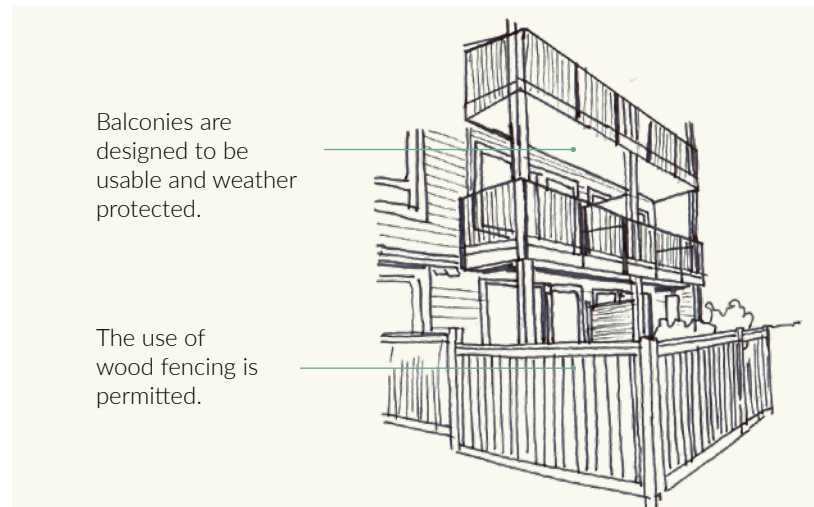 Balconies are
designed to be
usable and weather
protected.
The use of
wood fencing is
permitted.